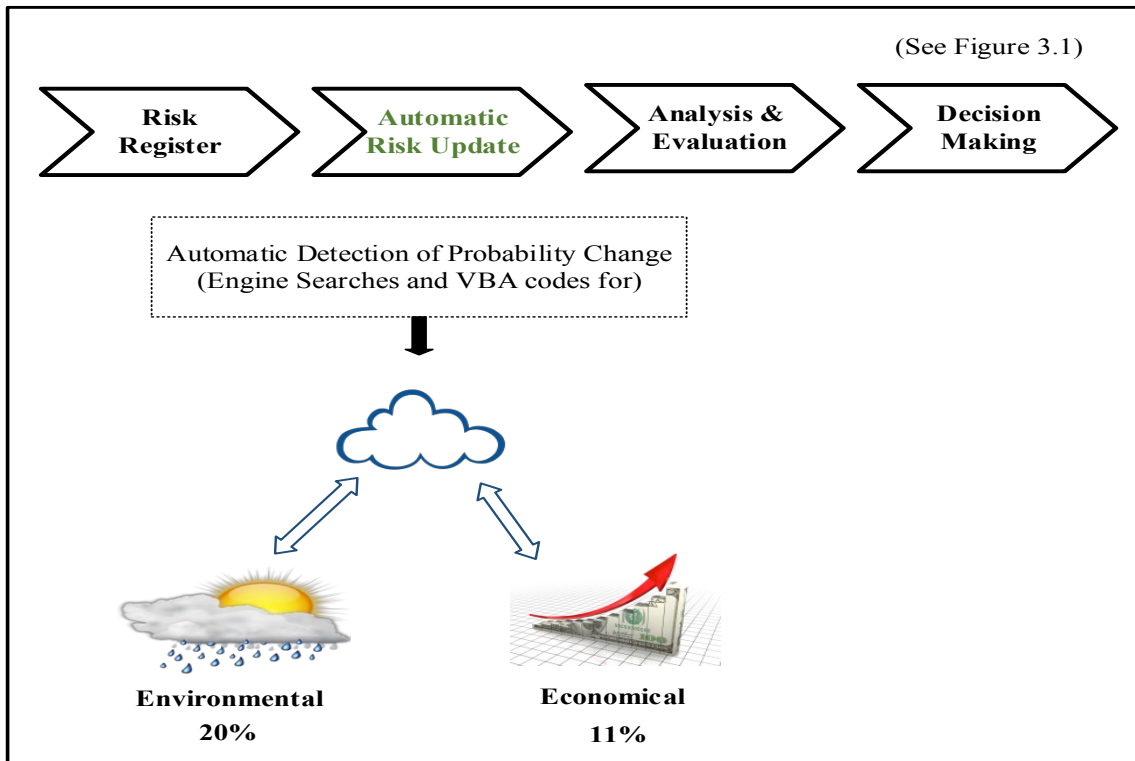 (See Figure 3.1)
Risk
Register
Automatic
Risk Update
Analysis &
Evaluation
Decision
Making
Automatic Detection of Probability Change
(Engine Searches and VBA codes for)
Environmental
20%
Economical
11%